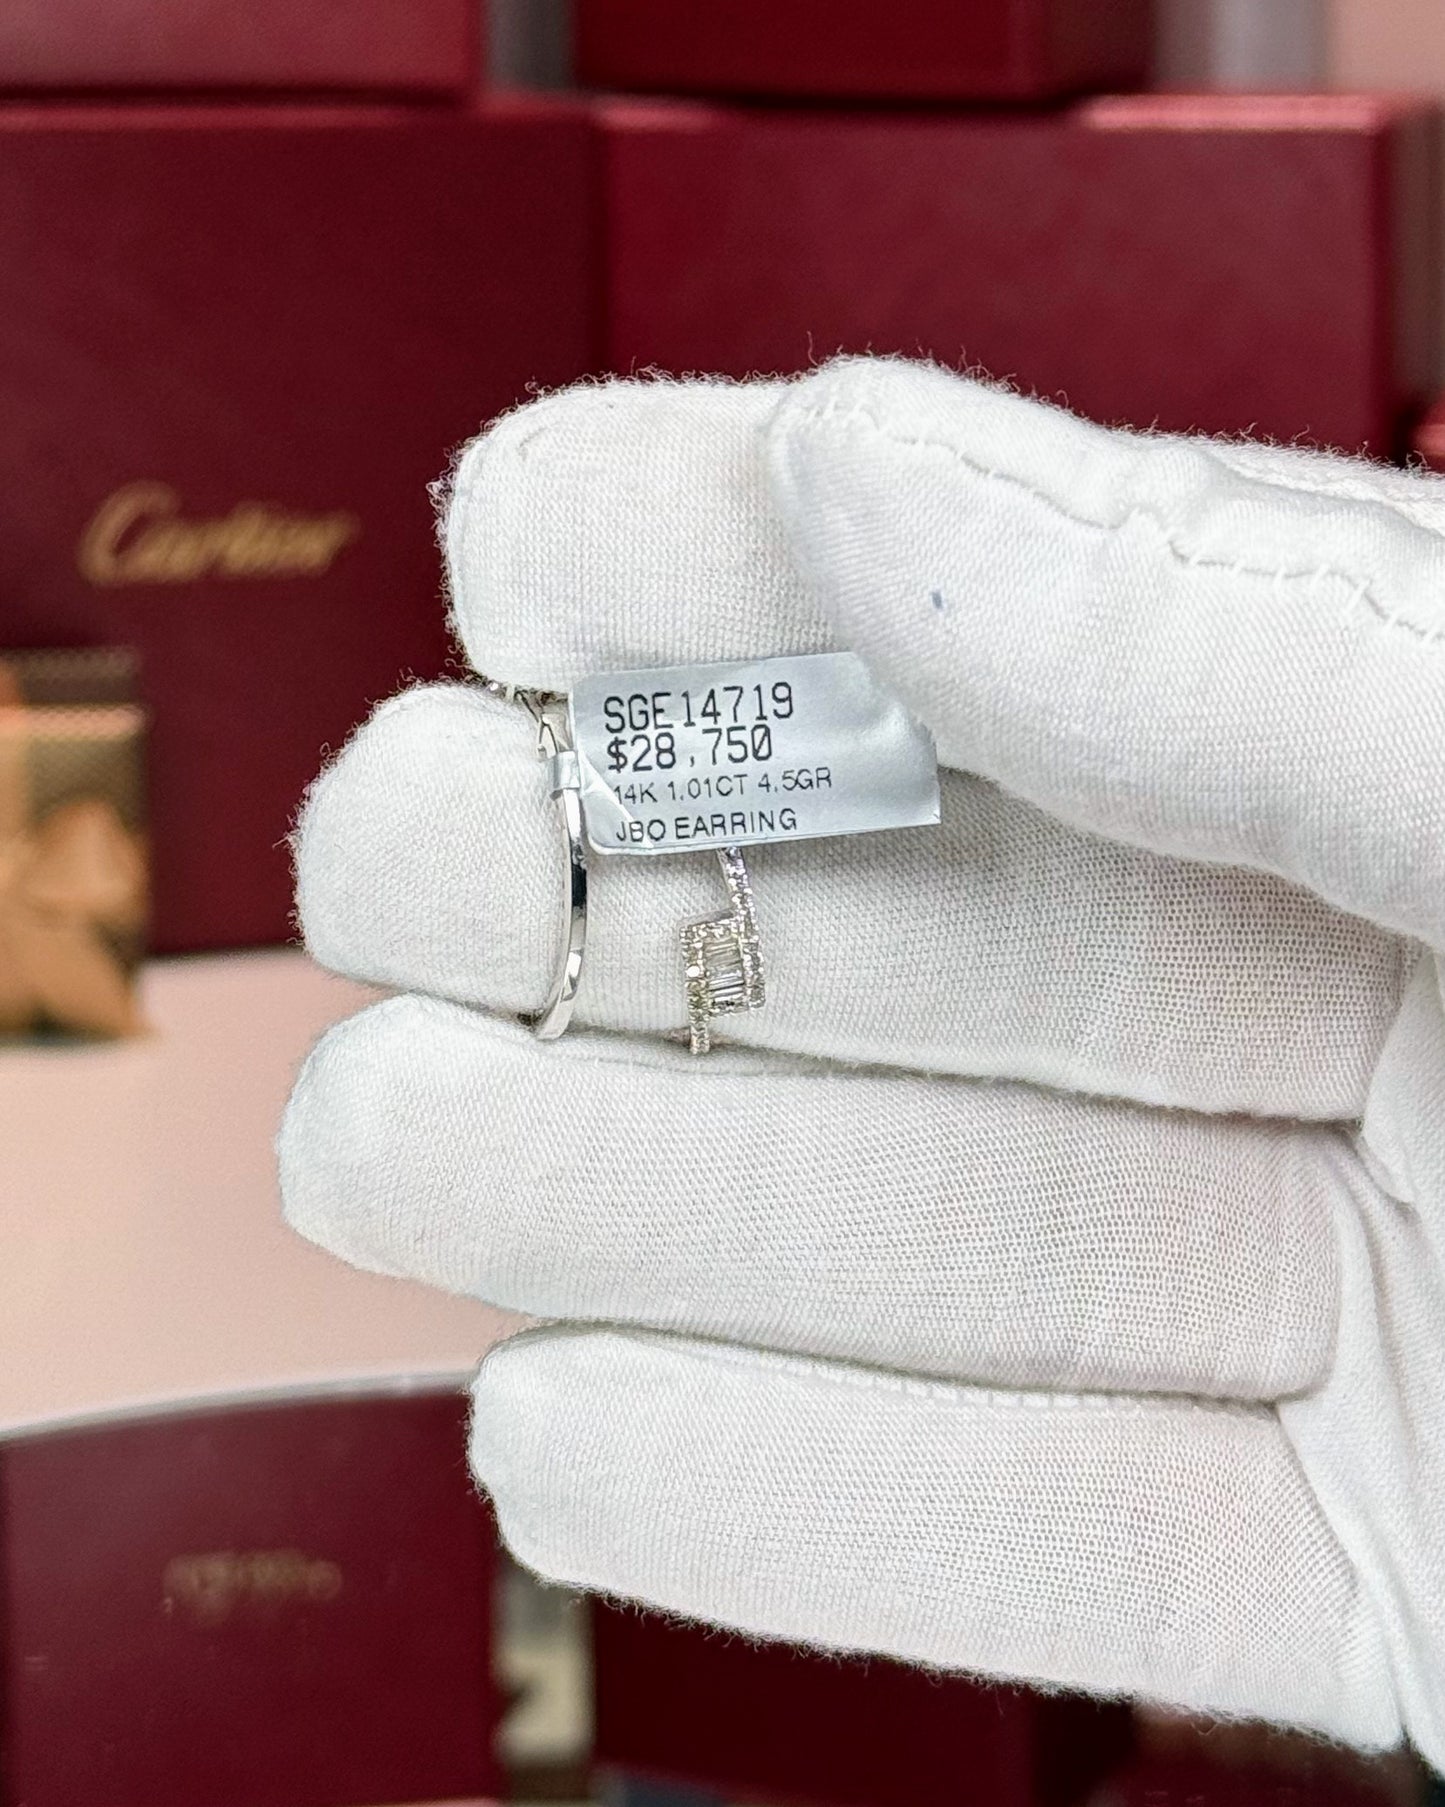 Cartier
SGE14719
$28,750
14K 1.01CT 4.5GR
JBO EARRING